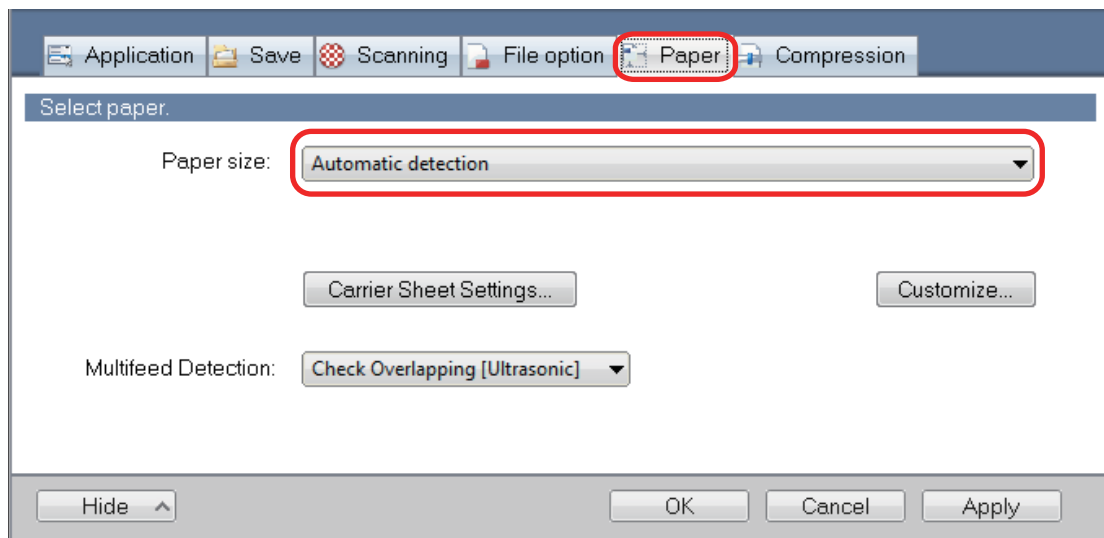 Application Save Scanning File option Paper Compression
Select paper.
Paper size: Automatic detection
Carrier Sheet Settings... Customize...
Multifeed Detection: Check Overlapping [Ultrasonic]
Hide OK Cancel Apply